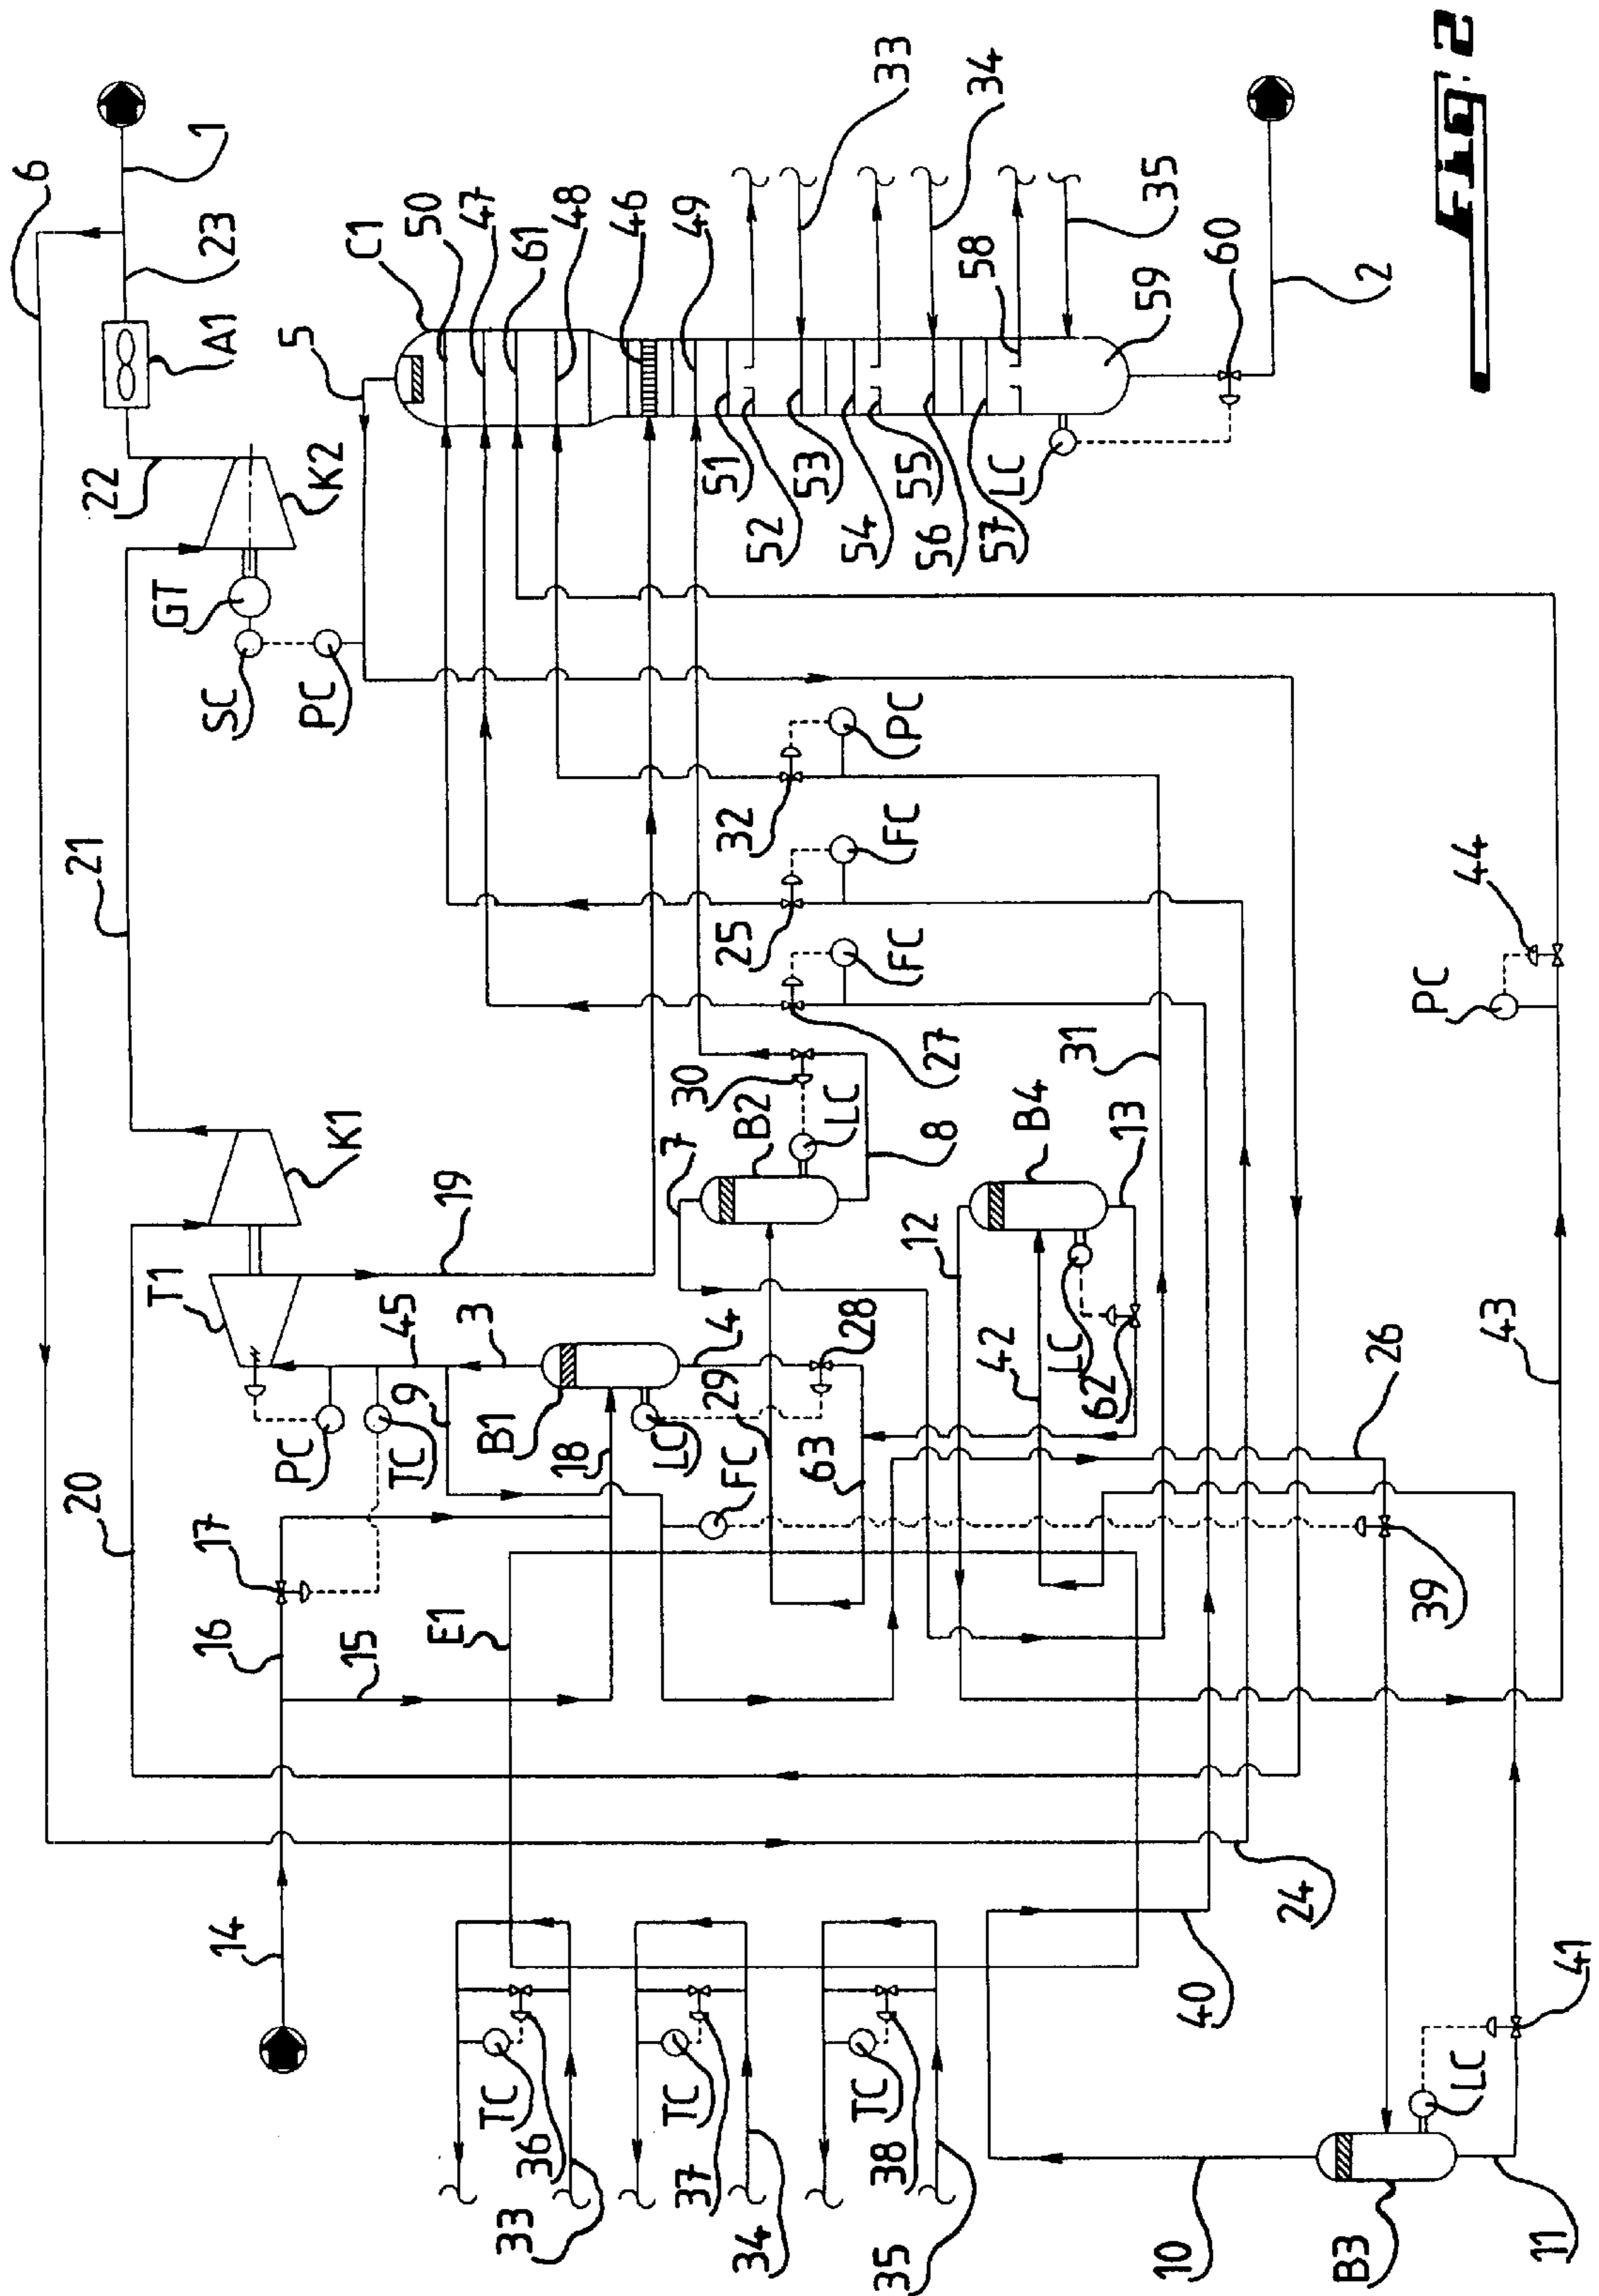 6
1
23
A1
22
K2
GT
SC
PC
5
C1
50
47
61
48
46
49
33
34
35
58
59
60
2
51
52
53
54
55
56
57
LC
21
20
K1
T1
19
45
3
9
PC
TC
17
16
15
14
B1
18
LC
4
28
29
FC
63
E1
7
B2
30
LC
8
27
FC
25
FC
32
PC
31
B4
13
12
42
LC
62
26
39
43
44
PC
24
40
41
LC
10
11
B3
TC
36
33
TC
37
34
TC
38
35
Fig. 2